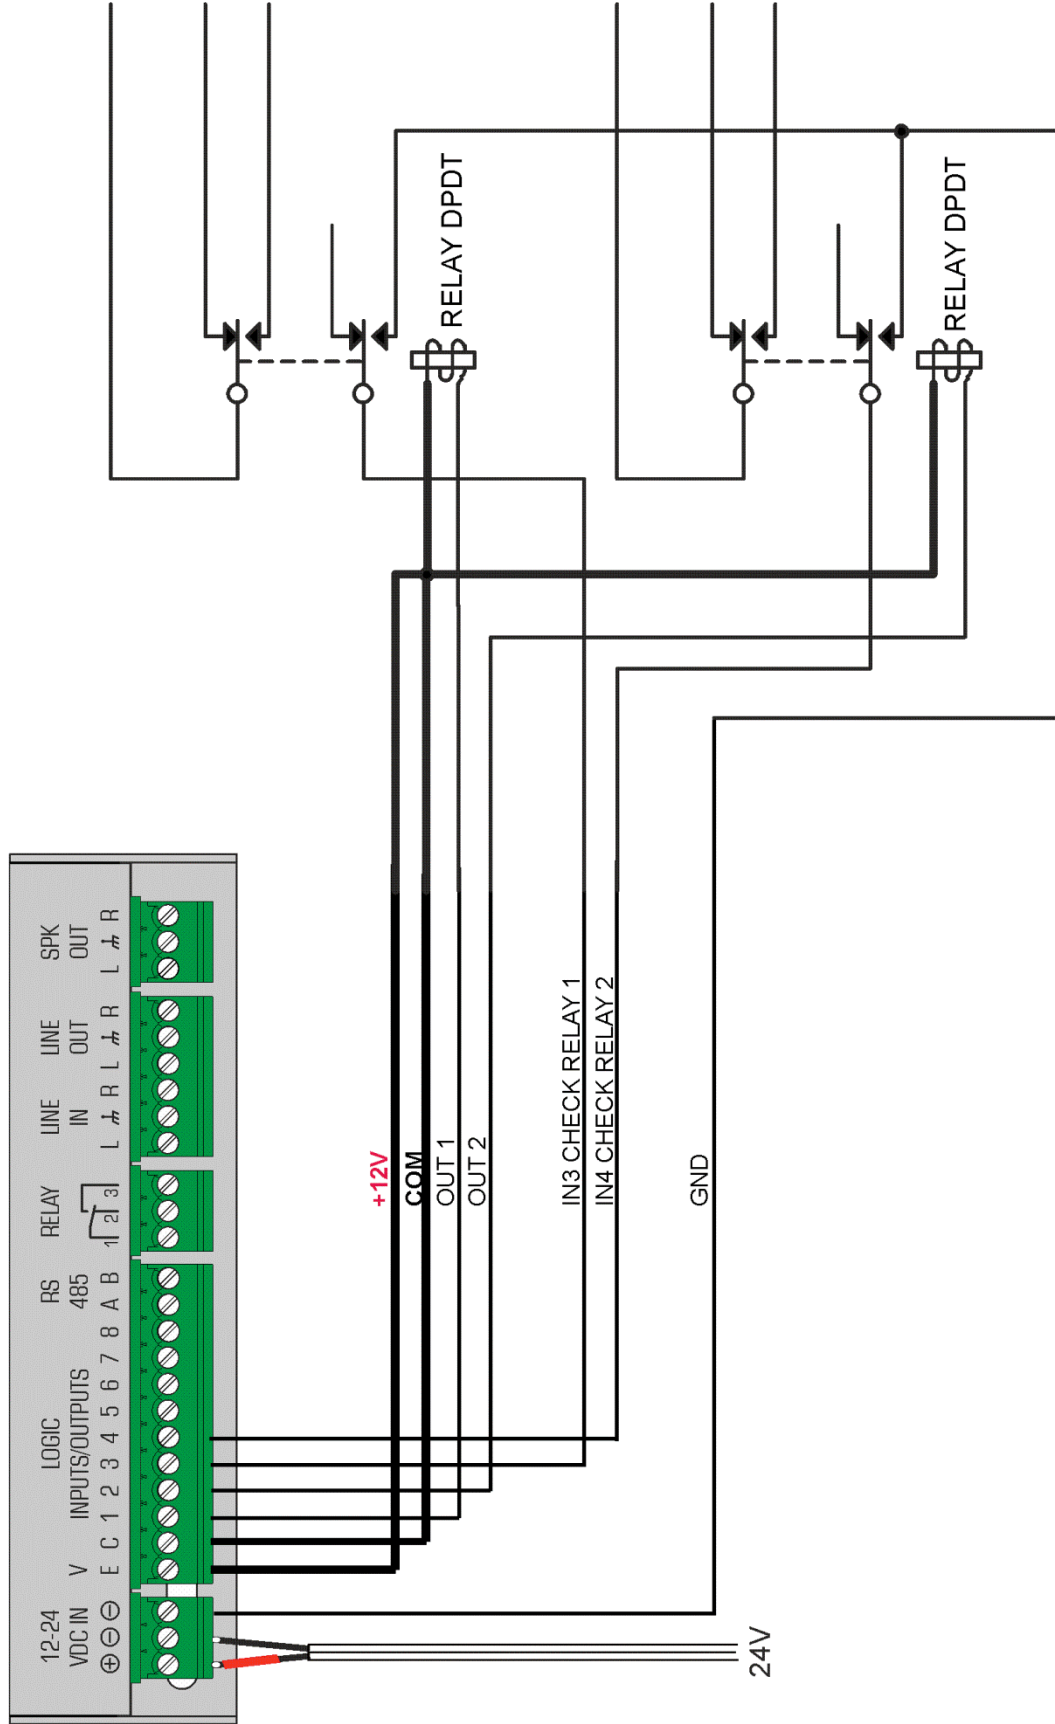 SPK
OUT
L R
LINE
OUT
L R
LINE
IN
L R
RELAY
1 2 3
RS
485
A B
LOGIC
INPUTS/OUTPUTS
V
E C 1 2 3 4 5 6 7 8
12-24
VDC IN
+12V
COM
OUT 1
OUT 2
IN3 CHECK RELAY 1
IN4 CHECK RELAY 2
GND
24V
RELAY DPDT
RELAY DPDT